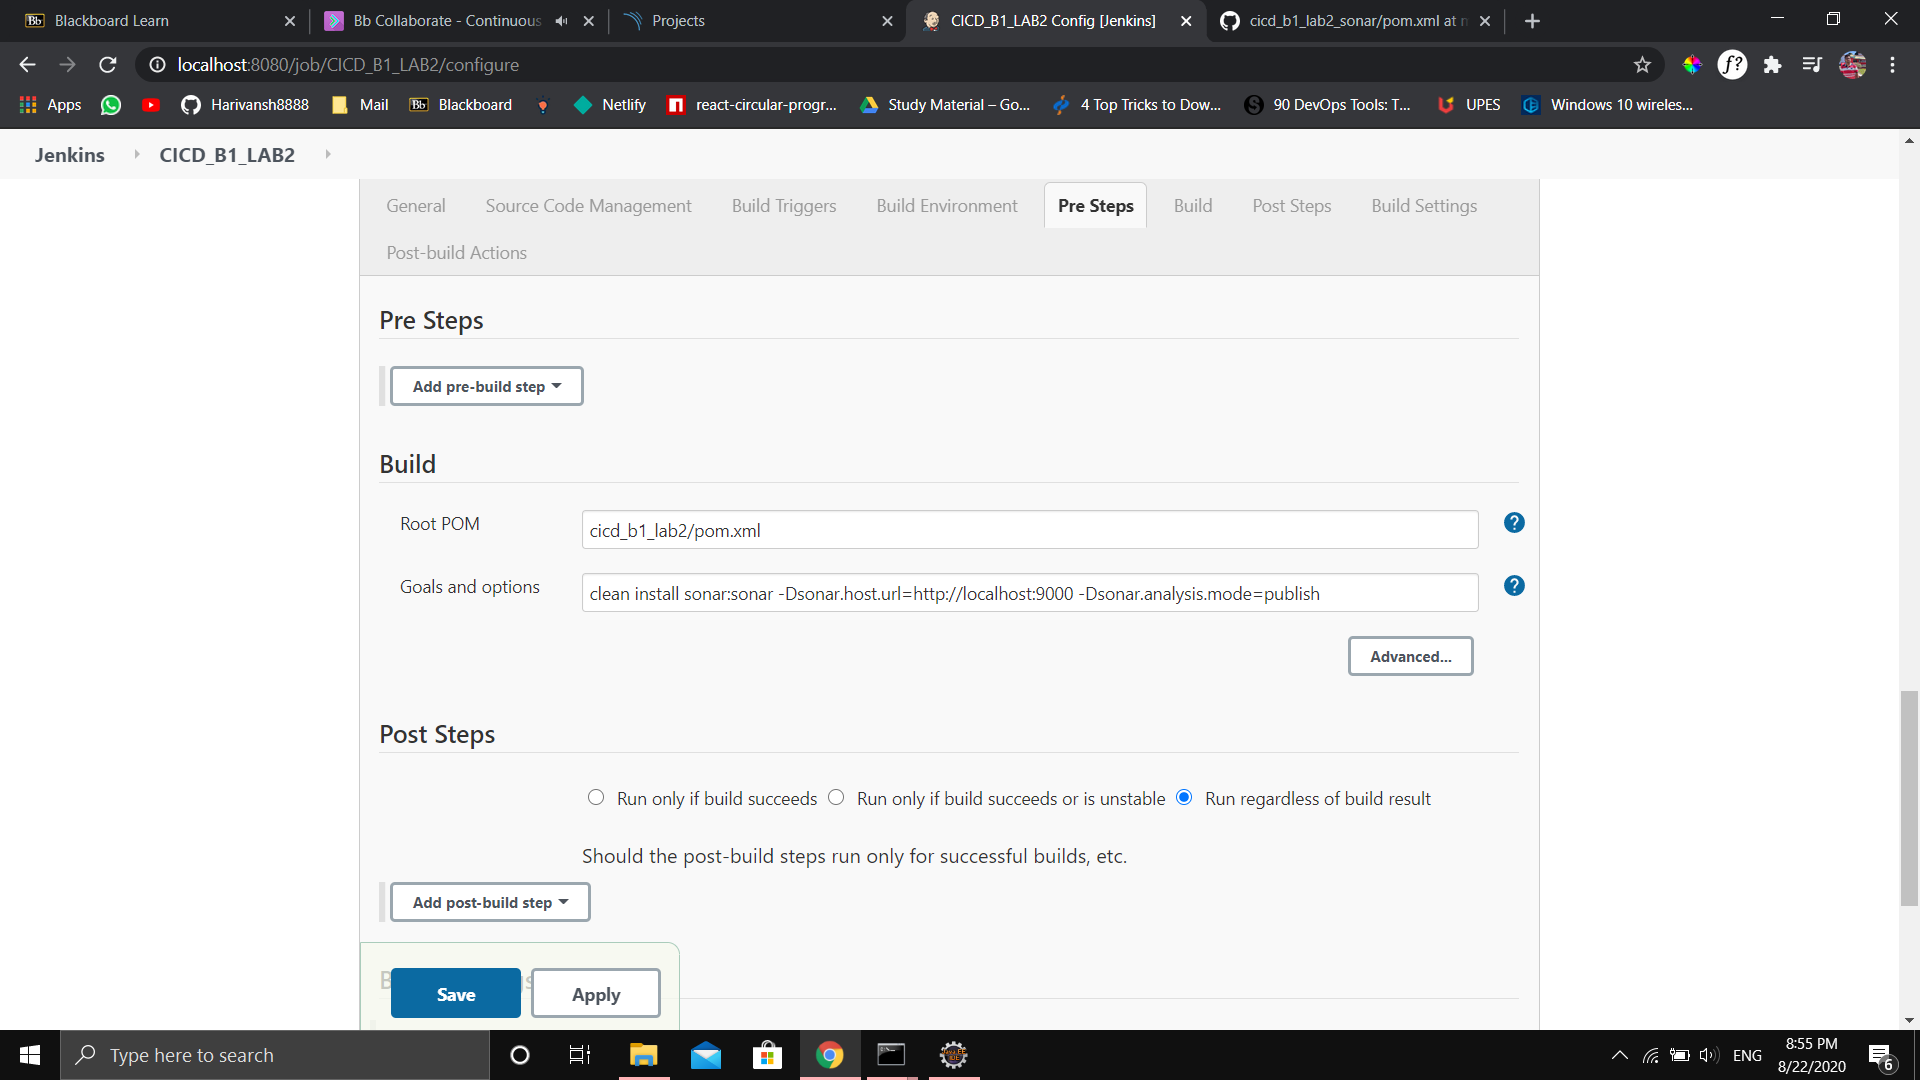 Blackboard Learn
Bb Collaborate - Continuous
Projects
CICD_B1_LAB2 Config [Jenkins]
cicd_b1_lab2_sonar/pom.xml at m
localhost:8080/job/CICD_B1_LAB2/configure
f?
Apps
Harivansh8888
Mail
Bb
Blackboard
Netlify
react-circular-progr...
Study Material – Go...
4 Top Tricks to Dow...
90 DevOps Tools: T...
UPES
Windows 10 wireles...
Jenkins
CICD_B1_LAB2
General
Source Code Management
Build Triggers
Build Environment
Pre Steps
Build
Post Steps
Build Settings
Post-build Actions
Pre Steps
Add pre-build step
Build
Root POM
cicd_b1_lab2/pom.xml
Goals and options
clean install sonar:sonar -Dsonar.host.url=http://localhost:9000 -Dsonar.analysis.mode=publish
Advanced...
Post Steps
Run only if build succeeds
Run only if build succeeds or is unstable
Run regardless of build result
Should the post-build steps run only for successful builds, etc.
Add post-build step
Save
Apply
Type here to search
ENG
8:55 PM
8/22/2020
6